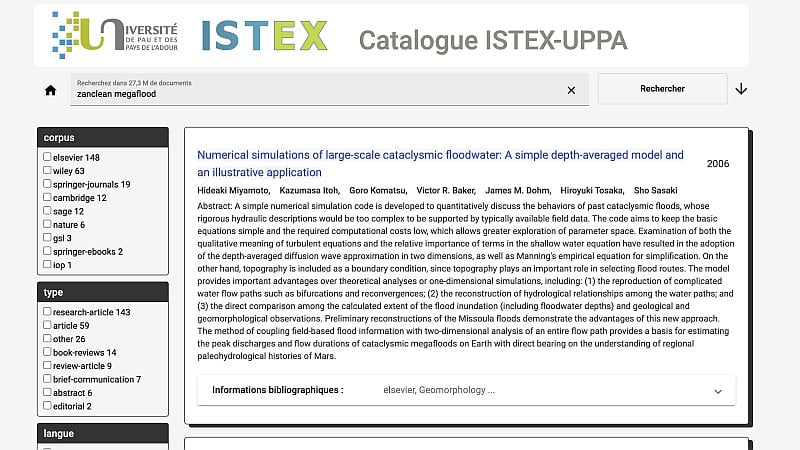 UNIVERSITÉ
DE PAU ET DES
PAYS DE L'ADOUR
ISTEX
Catalogue ISTEX-UPPA
Recherchez dans 27,3 M de documents
zanclean megaflood
Rechercher
corpus
elsevier 148
wiley 63
springer-journals 19
cambridge 12
sage 12
nature 6
gsl 3
springer-ebooks 2
iop 1
type
research-article 143
article 59
other 26
book-reviews 14
review-article 9
brief-communication 7
abstract 6
editorial 2
langue
Numerical simulations of large-scale cataclysmic floodwater: A simple depth-averaged model and
an illustrative application
2006
Hideaki Miyamoto, Kazumasa Itoh, Goro Komatsu, Victor R. Baker, James M. Dohm, Hiroyuki Tosaka, Sho Sasaki
Abstract: A simple numerical simulation code is developed to quantitatively discuss the behaviors of past cataclysmic floods, whose
rigorous hydraulic descriptions would be too complex to be supported by typically available field data. The code aims to keep the basic
equations simple and the required computational costs low, which allows greater exploration of parameter space. Examination of both the
qualitative meaning of turbulent equations and the relative importance of terms in the shallow water equation have resulted in the adoption
of the depth-averaged diffusion wave approximation in two dimensions, as well as Manning's empirical equation for simplification. On the
other hand, topography is included as a boundary condition, since topography plays an important role in selecting flood routes. The model
provides important advantages over theoretical analyses or one-dimensional simulations, including: (1) the reproduction of complicated
water flow paths such as bifurcations and reconvergences; (2) the reconstruction of hydrological relationships among the water paths; and
(3) the direct comparison among the calculated extent of the flood inundation (including floodwater depths) and geological and
geomorphological observations. Preliminary reconstructions of the Missoula floods demonstrate the advantages of this new approach.
The method of coupling field-based flood information with two-dimensional analysis of an entire flow path provides a basis for estimating
the peak discharges and flow durations of cataclysmic megafloods on Earth with direct bearing on the understanding of regional
paleohydrological histories of Mars.
Informations bibliographiques : elsevier, Geomorphology ...